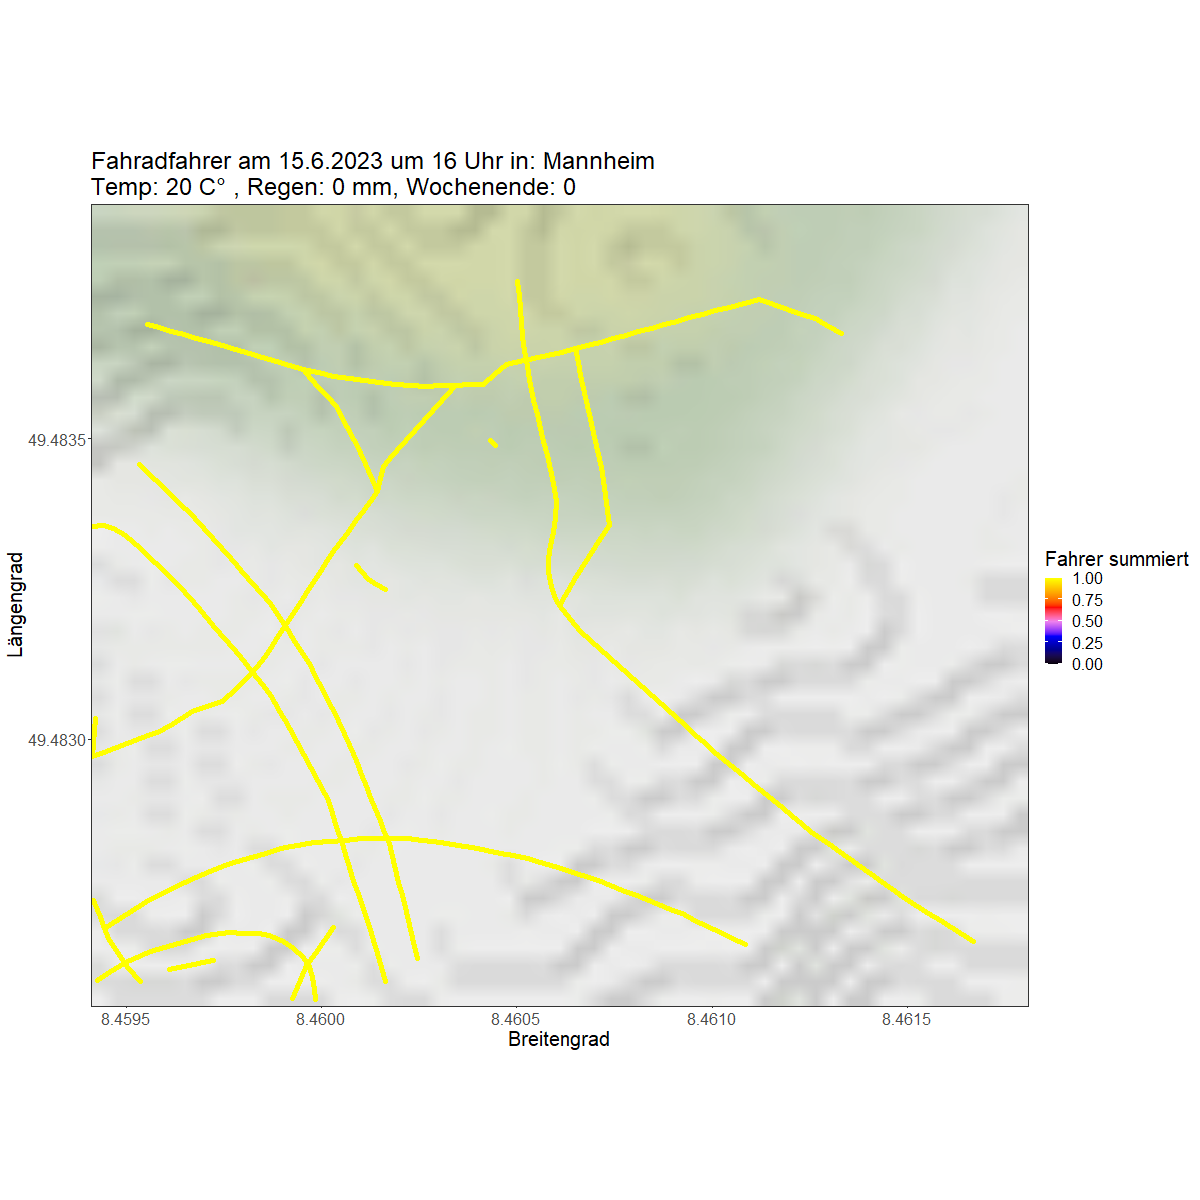 Fahradfahrer am 15.6.2023 um 16 Uhr in: Mannheim
Temp: 20 C° , Regen: 0 mm, Wochenende: 0
49.4835
49.4830
Längengrad
8.4595
8.4600
8.4605
8.4610
8.4615
Breitengrad
Fahrer summiert
1.00
0.75
0.50
0.25
0.00